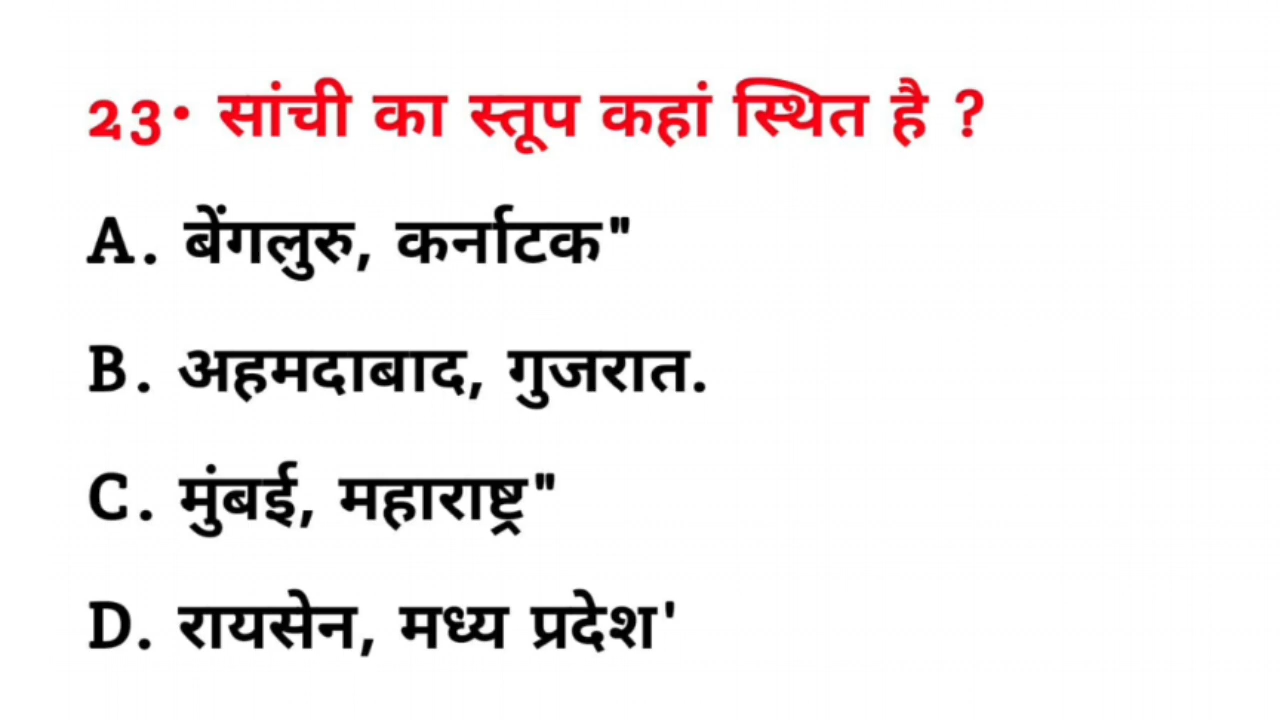 23• सांची का स्तूप कहां स्थित है ?
A. बेंगलुरु, कर्नाटक"
B. अहमदाबाद, गुजरात.
C. मुंबई, महाराष्ट्र"
D. रायसेन, मध्य प्रदेश'